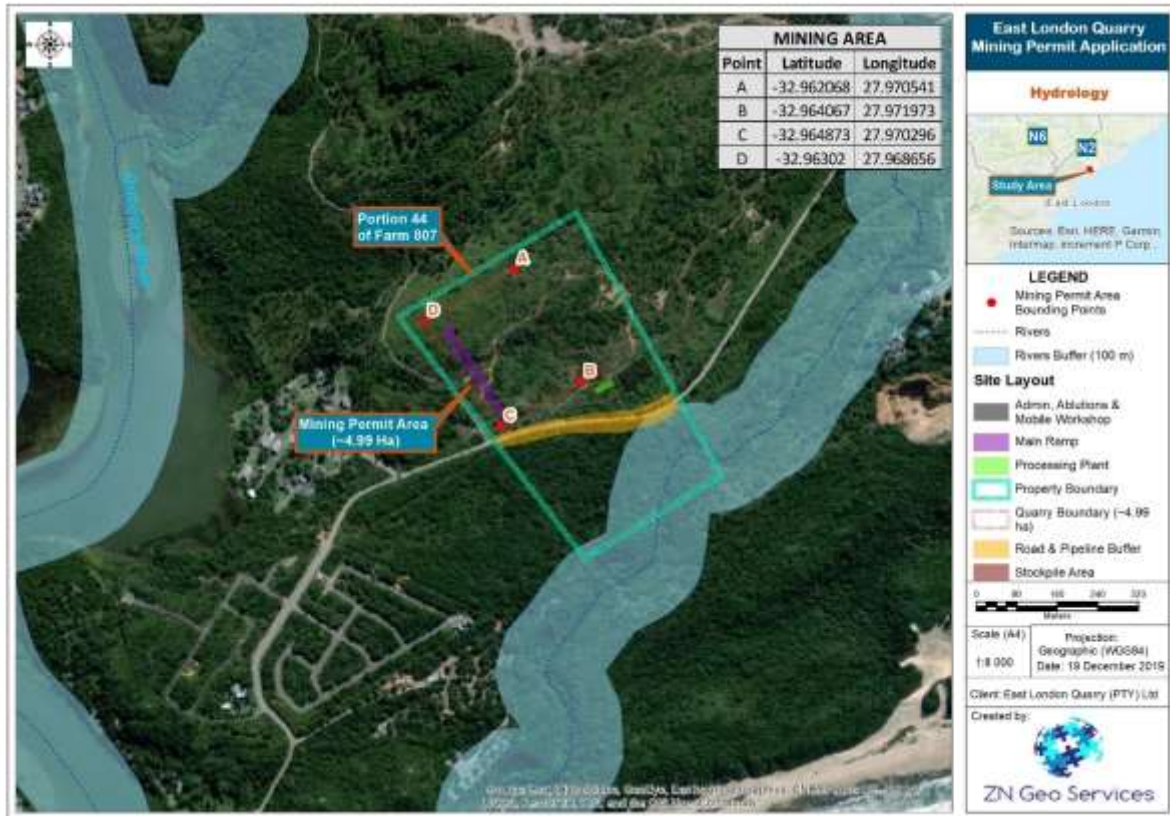 MINING AREA
Point Latitude Longitude
A -32.962068 27.970541
B -32.964067 27.971973
C -32.964873 27.970296
D -32.96302 27.968656
Portion 44
of Farm 807
A
D
B
C
Mining Permit Area
(~4.99 Ha)
East London Quarry
Mining Permit Application
Hydrology
N6
N2
Study Area
East London
Sources: Esri, HERE, Garmin,
Intermap, increment P Corp.,
LEGEND
Mining Permit Area
Bounding Points
Rivers
Rivers Buffer (100 m)
Site Layout
Admin, Ablutions &
Mobile Workshop
Main Ramp
Processing Plant
Property Boundary
Quarry Boundary (~4.99
ha)
Road & Pipeline Buffer
Stockpile Area
0 80 160 240 320
Meters
Scale (A4)
1:8 000
Projection:
Geographic (WGS84)
Date: 19 December 2019
Client: East London Quarry (PTY) Ltd
Created by:
ZN Geo Services